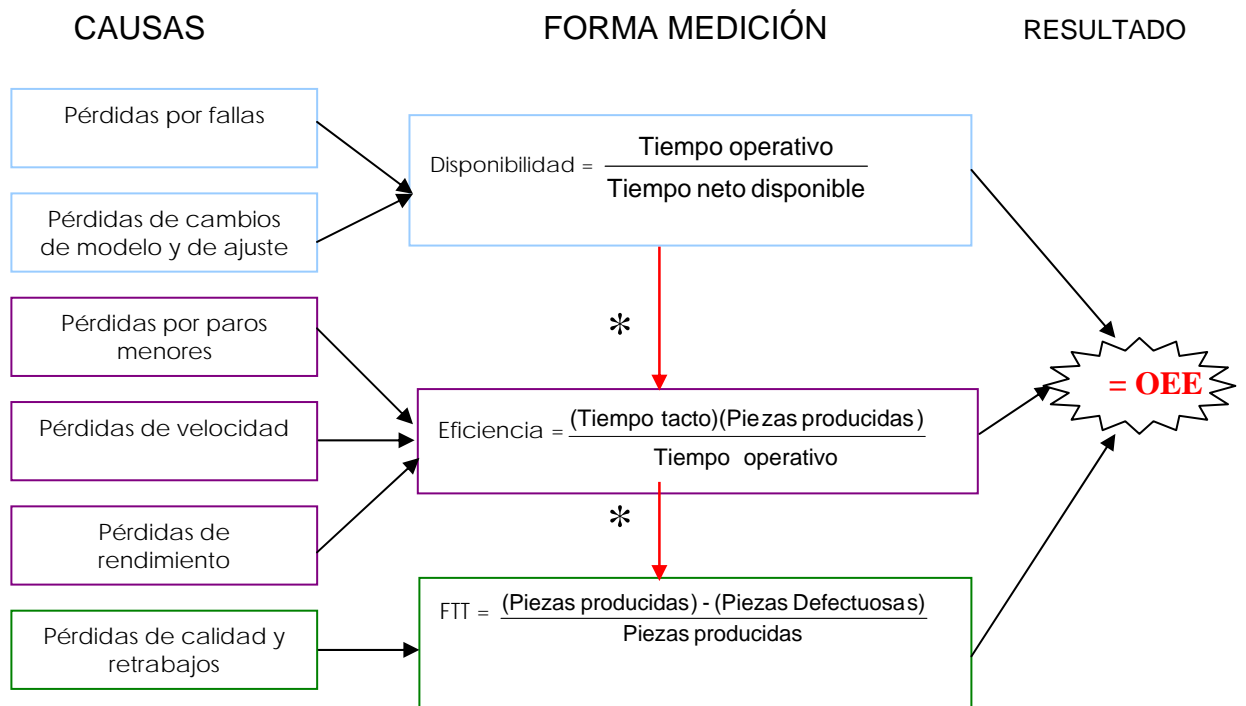 CAUSAS
FORMA MEDICIÓN
RESULTADO
Pérdidas por fallas
Pérdidas de cambios
de modelo y de ajuste
Pérdidas por paros
menores
Pérdidas de velocidad
Pérdidas de
rendimiento
Pérdidas de calidad y
retrabajos
Disponibilidad =
Tiempo operativo
Tiempo neto disponible
*
Eficiencia =
(Tiempo tacto)(Piezas producidas)
Tiempo operativo
*
FTT =
(Piezas producidas) - (Piezas Defectuosas)
Piezas producidas
= OEE